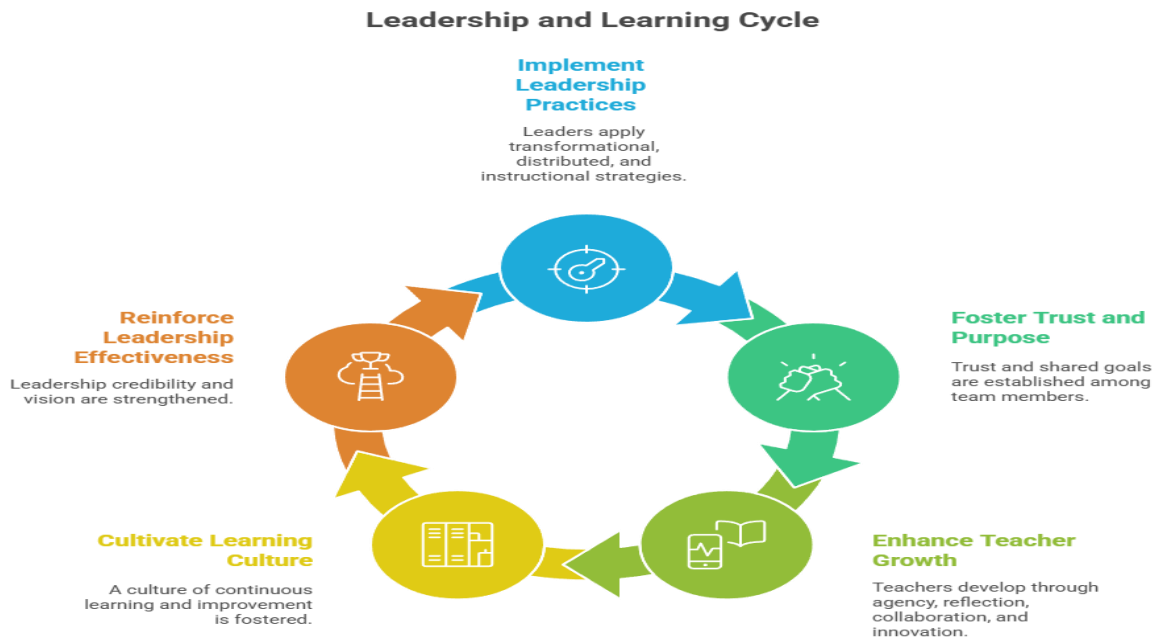 Leadership and Learning Cycle
Implement
Leadership
Practices
Leaders apply
transformational,
distributed, and
instructional strategies.
Foster Trust and
Purpose
Trust and shared goals
are established among
team members.
Enhance Teacher
Growth
Teachers develop through
agency, reflection,
collaboration, and
innovation.
Cultivate Learning
Culture
A culture of continuous
learning and improvement
is fostered.
Reinforce
Leadership
Effectiveness
Leadership credibility and
vision are strengthened.